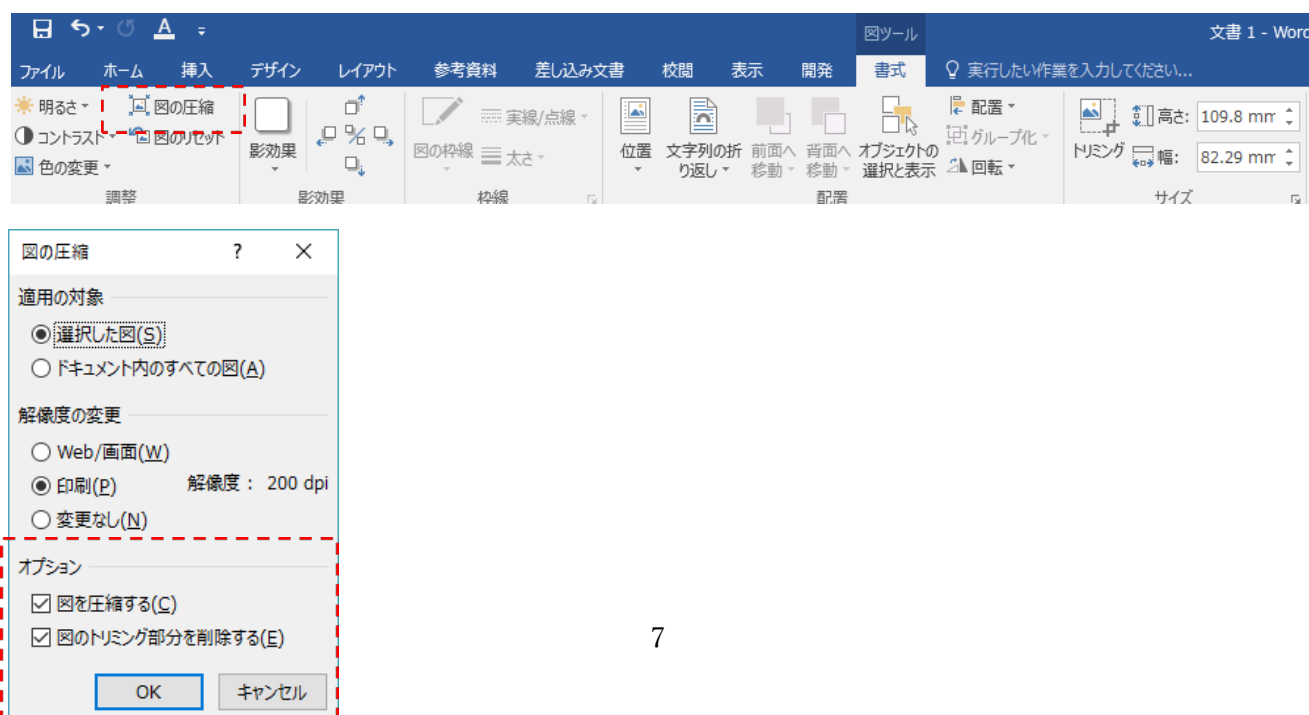 図ツール 文書 1 - Word
ファイル ホーム 挿入 デザイン レイアウト 参考資料 差し込み文書 校閲 表示 開発 書式 実行したい作業を入力してください...
明るさ 図の圧縮
コントラスト 図のリセット
色の変更
調整
影効果
影効果
図の枠線 実線/点線
太さ
枠線
位置 文字列の折り返し 前面へ移動 背面へ移動 オブジェクトの選択と表示
配置
グループ化
回転
配置
トリミング 高さ: 109.8 mm
幅: 82.29 mm
サイズ
図の圧縮 ? ×
適用の対象
選択した図(S)
ドキュメント内のすべての図(A)
解像度の変更
Web/画面(W)
印刷(P) 解像度： 200 dpi
変更なし(N)
オプション
図を圧縮する(C)
図のトリミング部分を削除する(E)
OK キャンセル
7